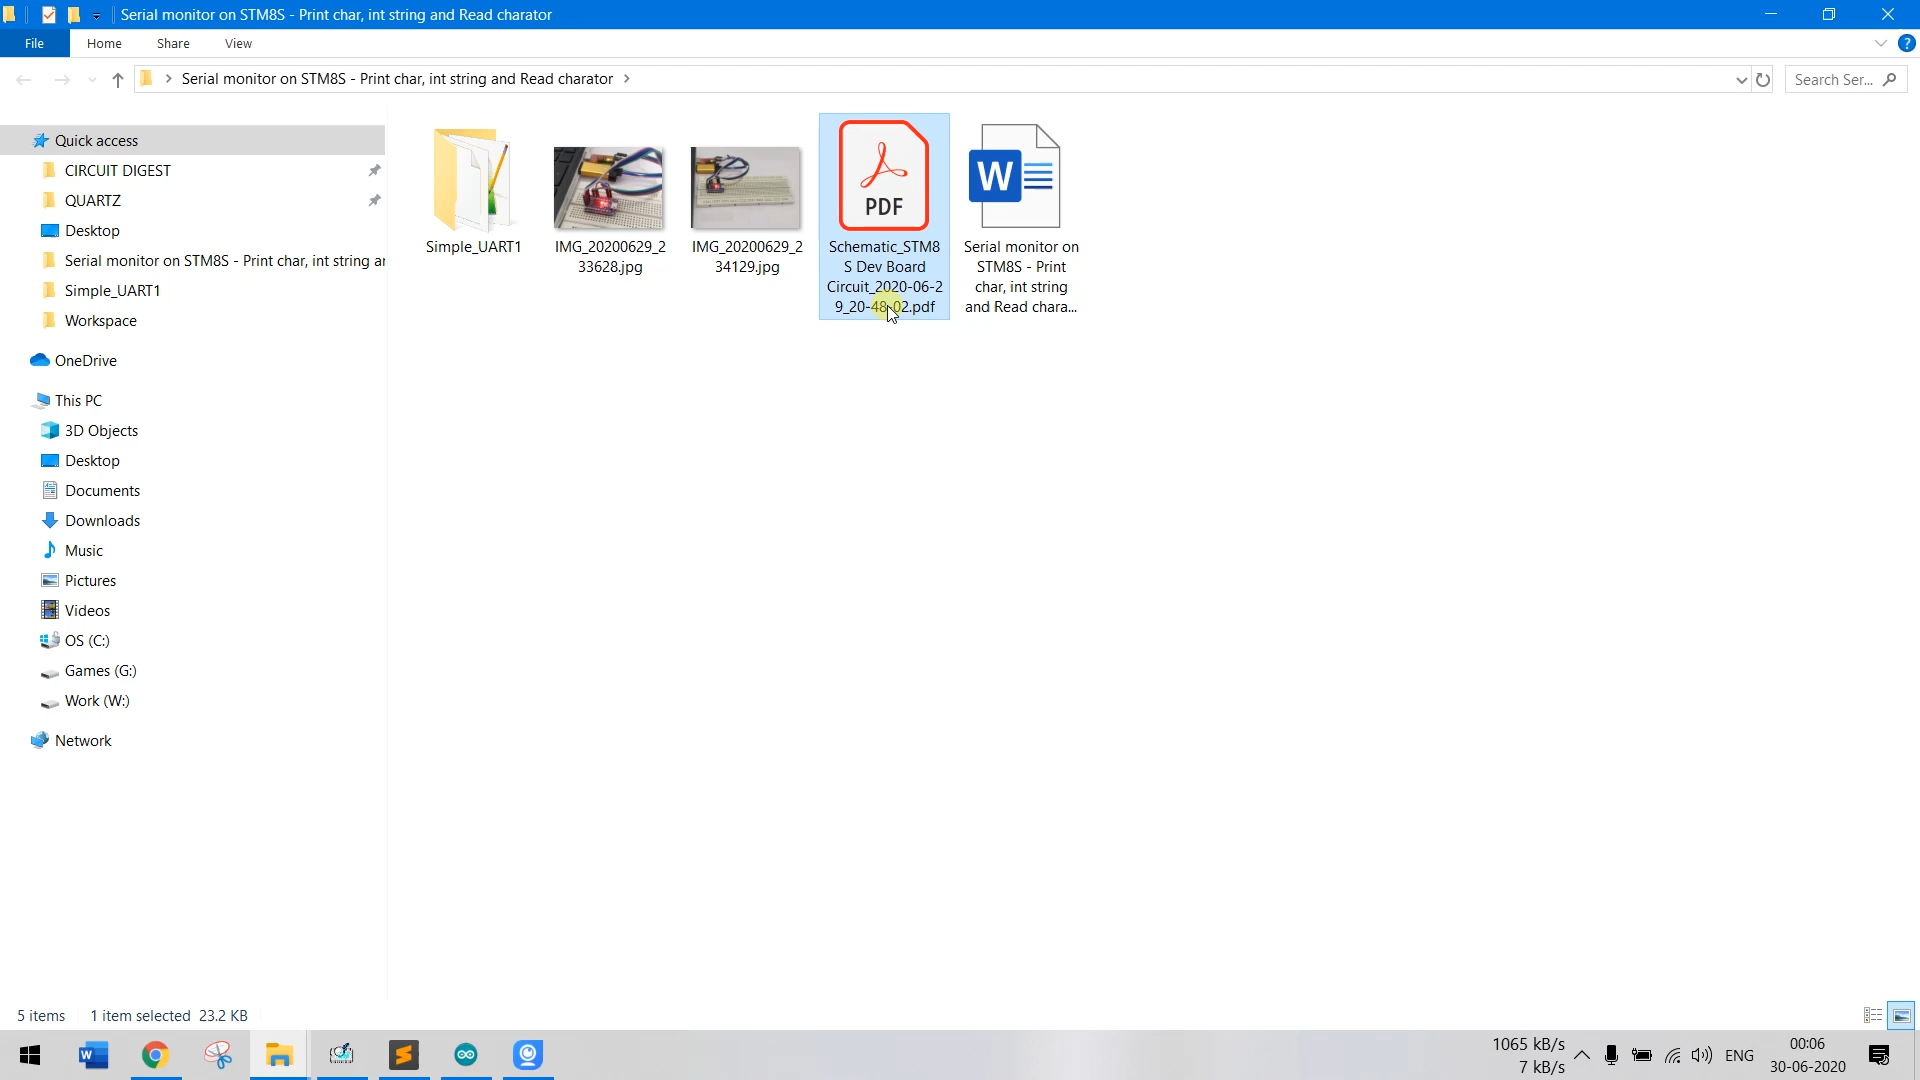 Serial monitor on STM8S - Print char, int string and Read charator
File
Home
Share
View
Serial monitor on STM8S - Print char, int string and Read charator
Search Ser...
Quick access
CIRCUIT DIGEST
QUARTZ
Desktop
Serial monitor on STM8S - Print char, int string ar
Simple_UART1
Workspace
OneDrive
This PC
3D Objects
Desktop
Documents
Downloads
Music
Pictures
Videos
OS (C:)
Games (G:)
Work (W:)
Network
Simple_UART1
IMG_20200629_2
33628.jpg
IMG_20200629_2
34129.jpg
PDF
Schematic_STM8
S Dev Board
Circuit_2020-06-2
9_20-48-02.pdf
W
Serial monitor on
STM8S - Print
char, int string
and Read chara...
5 items
1 item selected 23.2 KB
1065 kB/s
7 kB/s
ENG
00:06
30-06-2020